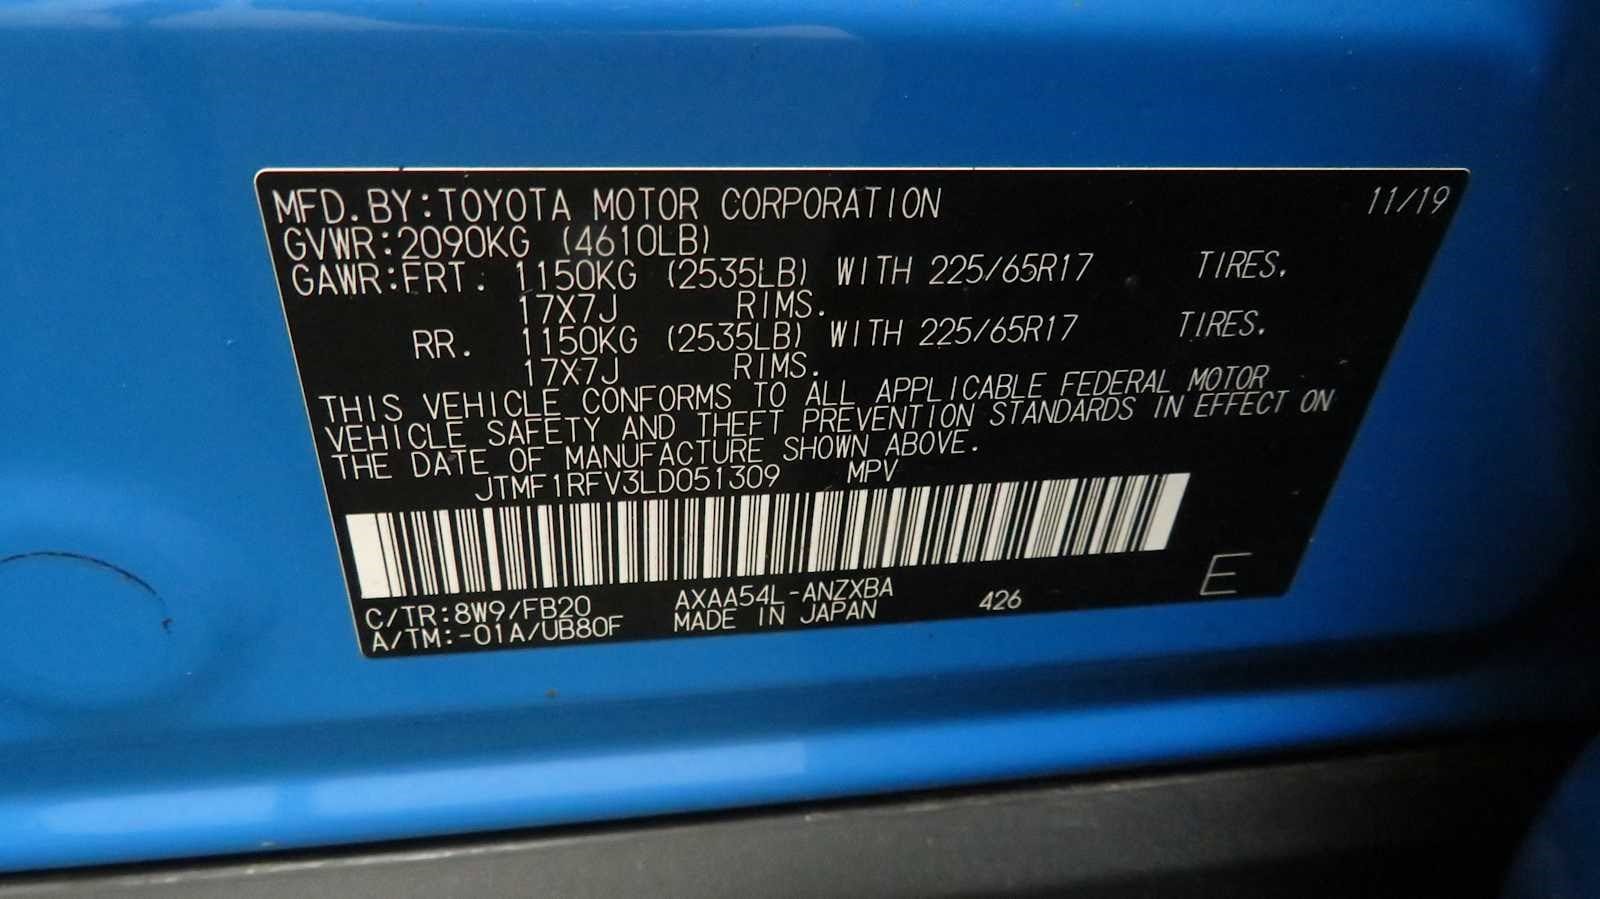 MFD.BY:TOYOTA MOTOR CORPORATION 11/19
GVWR:2090KG (4610LB)
GAWR:FRT. 1150KG (2535LB) WITH 225/65R17 TIRES.
17X7J RIMS.
RR. 1150KG (2535LB) WITH 225/65R17 TIRES.
17X7J RIMS.
THIS VEHICLE CONFORMS TO ALL APPLICABLE FEDERAL MOTOR
VEHICLE SAFETY AND THEFT PREVENTION STANDARDS IN EFFECT ON
THE DATE OF MANUFACTURE SHOWN ABOVE.
JTMF1RFV3LD051309 MPV
E
C/TR:8W9/FB20 AXAA54L-ANZXBA 426
A/TM:-01A/UB80F MADE IN JAPAN